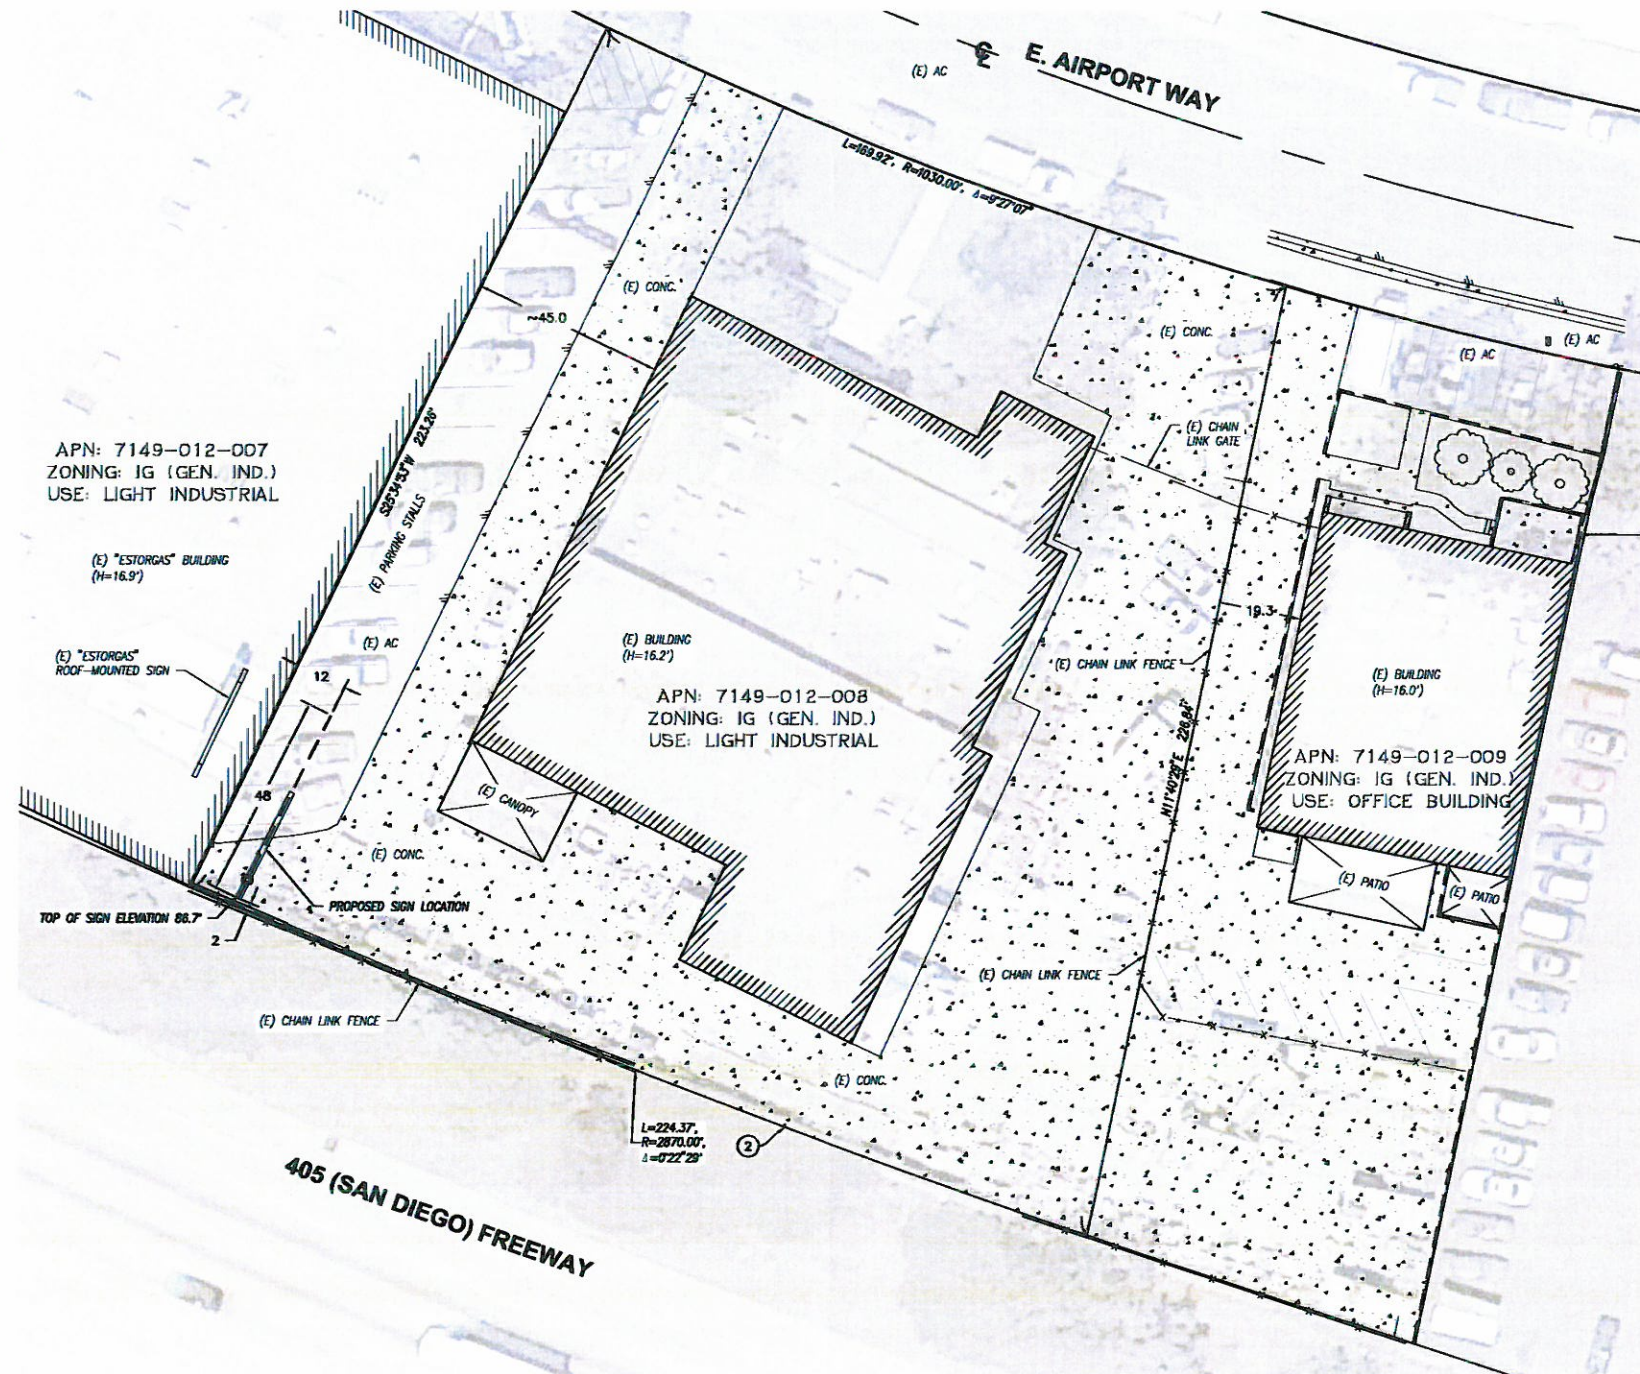 E. AIRPORT WAY
(E) AC
L=169.92', R=1030.00', Δ=9°27'07"
(E) CONC.
~45.0
(E) CONC.
(E) AC
(E) AC
(E) CHAIN
LINK GATE
APN: 7149-012-007
ZONING: IG (GEN. IND.)
USE: LIGHT INDUSTRIAL
S25°34'53"W 223.26'
(E) PARKING STALLS
(E) "ESTORGAS" BUILDING
(H=16.9')
(E) "ESTORGAS"
ROOF-MOUNTED SIGN
(E) AC
12
48
(E) BUILDING
(H=16.2')
APN: 7149-012-008
ZONING: IG (GEN. IND.)
USE: LIGHT INDUSTRIAL
19.3
(E) CHAIN LINK FENCE
N11°40'29"E 226.84'
(E) BUILDING
(H=16.0')
APN: 7149-012-009
ZONING: IG (GEN. IND.)
USE: OFFICE BUILDING
(E) CANOPY
(E) CONC.
(E) PATIO
(E) PATIO
TOP OF SIGN ELEVATION 86.7'
PROPOSED SIGN LOCATION
2
(E) CHAIN LINK FENCE
(E) CHAIN LINK FENCE
(E) CONC.
L=224.37',
R=2870.00',
Δ=0°22'29"
2
405 (SAN DIEGO) FREEWAY